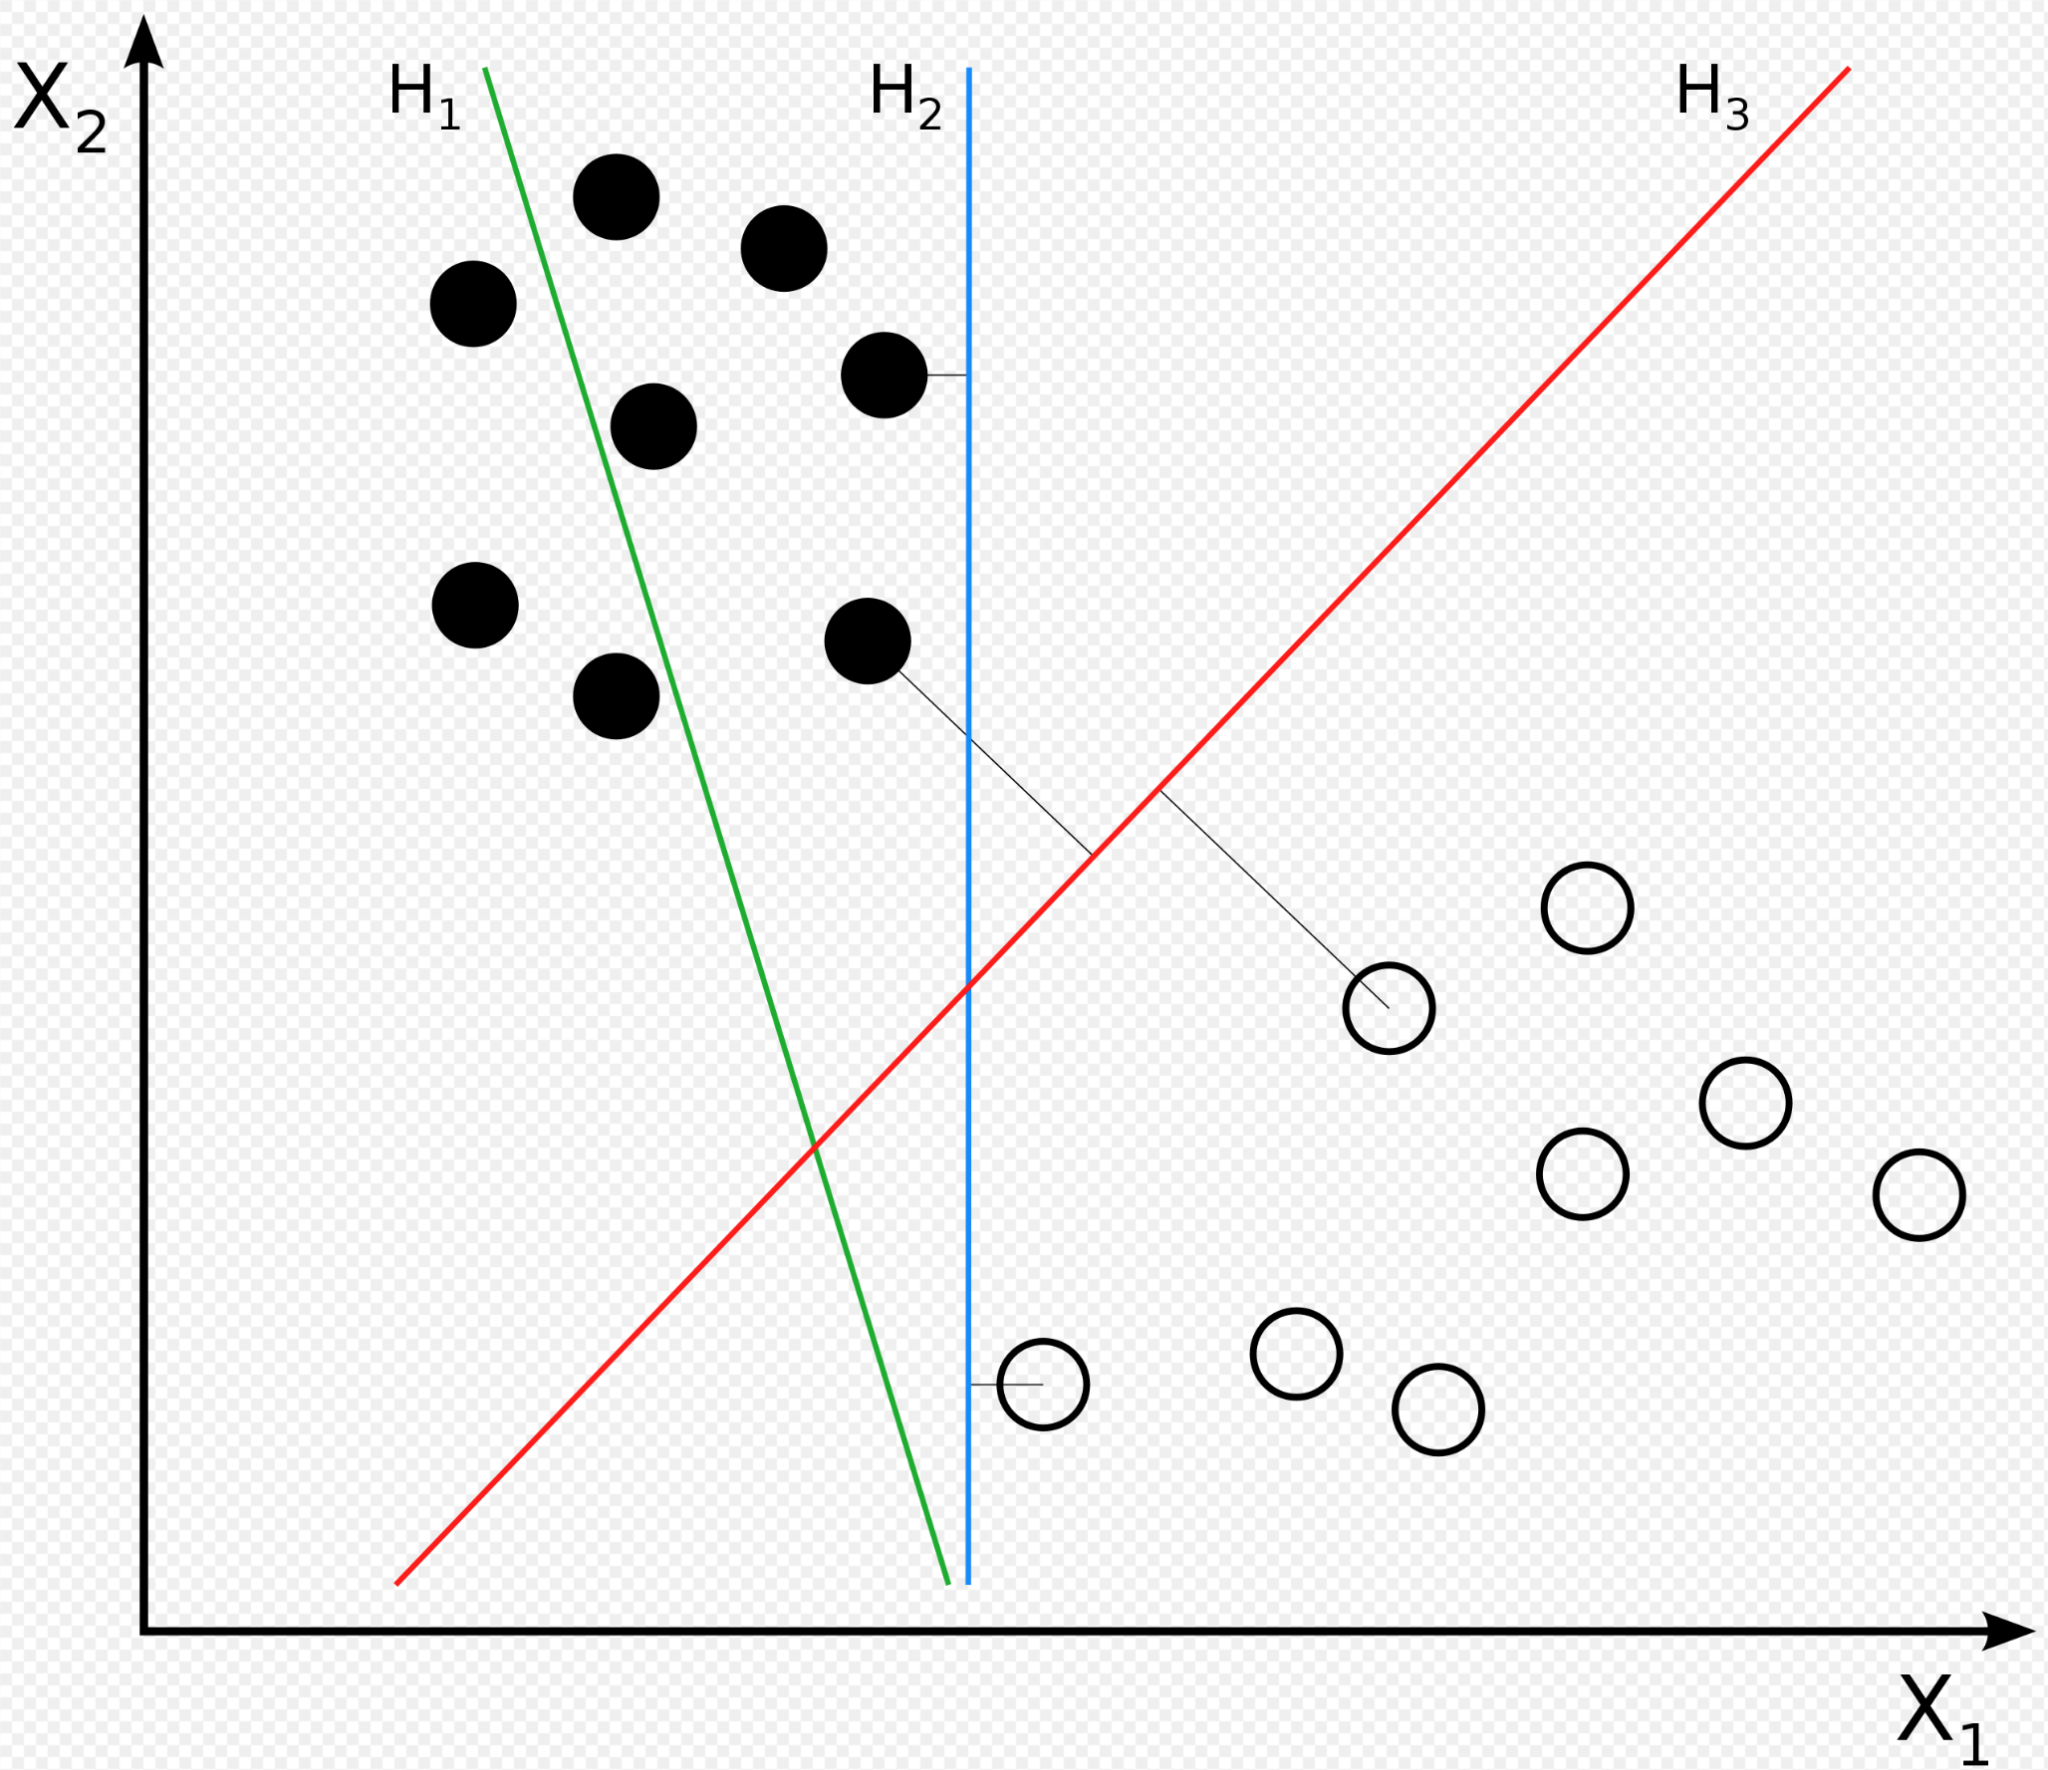 X₂
H₁
H₂
H₃
X₁